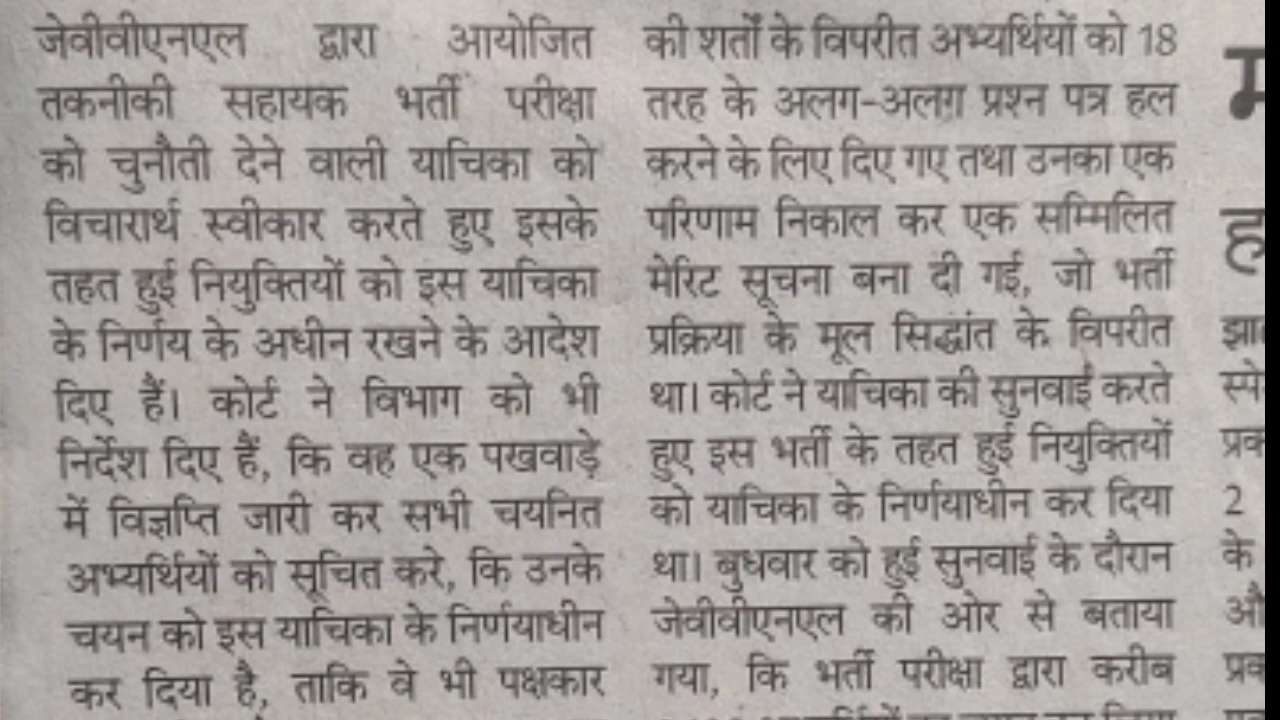 जेवीवीएनएल द्वारा आयोजित
तकनीकी सहायक भर्ती परीक्षा
को चुनौती देने वाली याचिका को
विचारार्थ स्वीकार करते हुए इसके
तहत हुई नियुक्तियों को इस याचिका
के निर्णय के अधीन रखने के आदेश
दिए हैं। कोर्ट ने विभाग को भी
निर्देश दिए हैं, कि वह एक पखवाड़े
में विज्ञप्ति जारी कर सभी चयनित
अभ्यर्थियों को सूचित करे, कि उनके
चयन को इस याचिका के निर्णयाधीन
कर दिया है, ताकि वे भी पक्षकार
की शर्तों के विपरीत अभ्यर्थियों को 18
तरह के अलग-अलग प्रश्न पत्र हल
करने के लिए दिए गए तथा उनका एक
परिणाम निकाल कर एक सम्मिलित
मेरिट सूचना बना दी गई, जो भर्ती
प्रक्रिया के मूल सिद्धांत के विपरीत
था। कोर्ट ने याचिका की सुनवाई करते
हुए इस भर्ती के तहत हुई नियुक्तियों
को याचिका के निर्णयाधीन कर दिया
था। बुधवार को हुई सुनवाई के दौरान
जेवीवीएनएल की ओर से बताया
गया, कि भर्ती परीक्षा द्वारा करीब
2
के